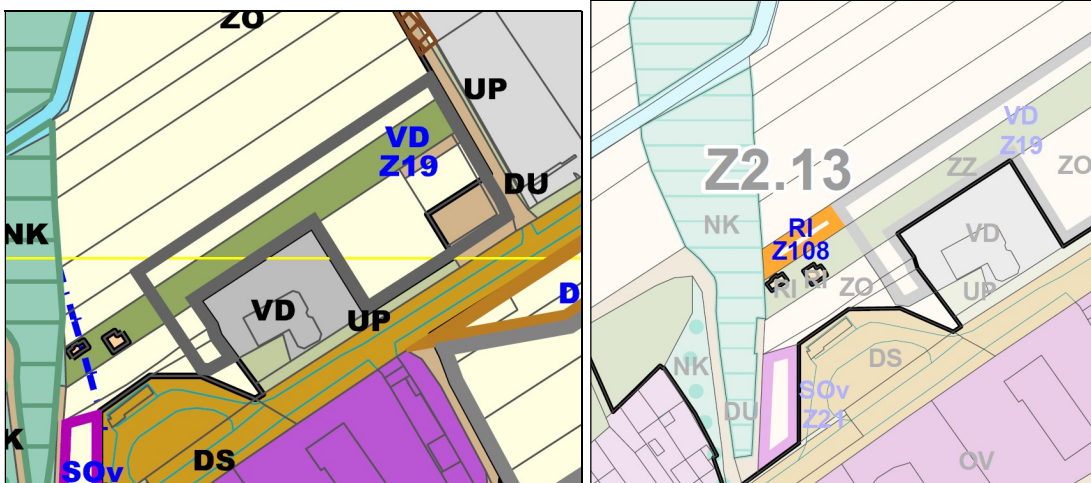 ZO
UP
VD
Z19
DU
NK
VD
UP
D
K
DS
SOv
VD
Z19
Z2.13
ZZ
ZO
NK
RI
Z108
VD
RI
RI
ZO
UP
NK
DS
SOv
Z21
DU
OV